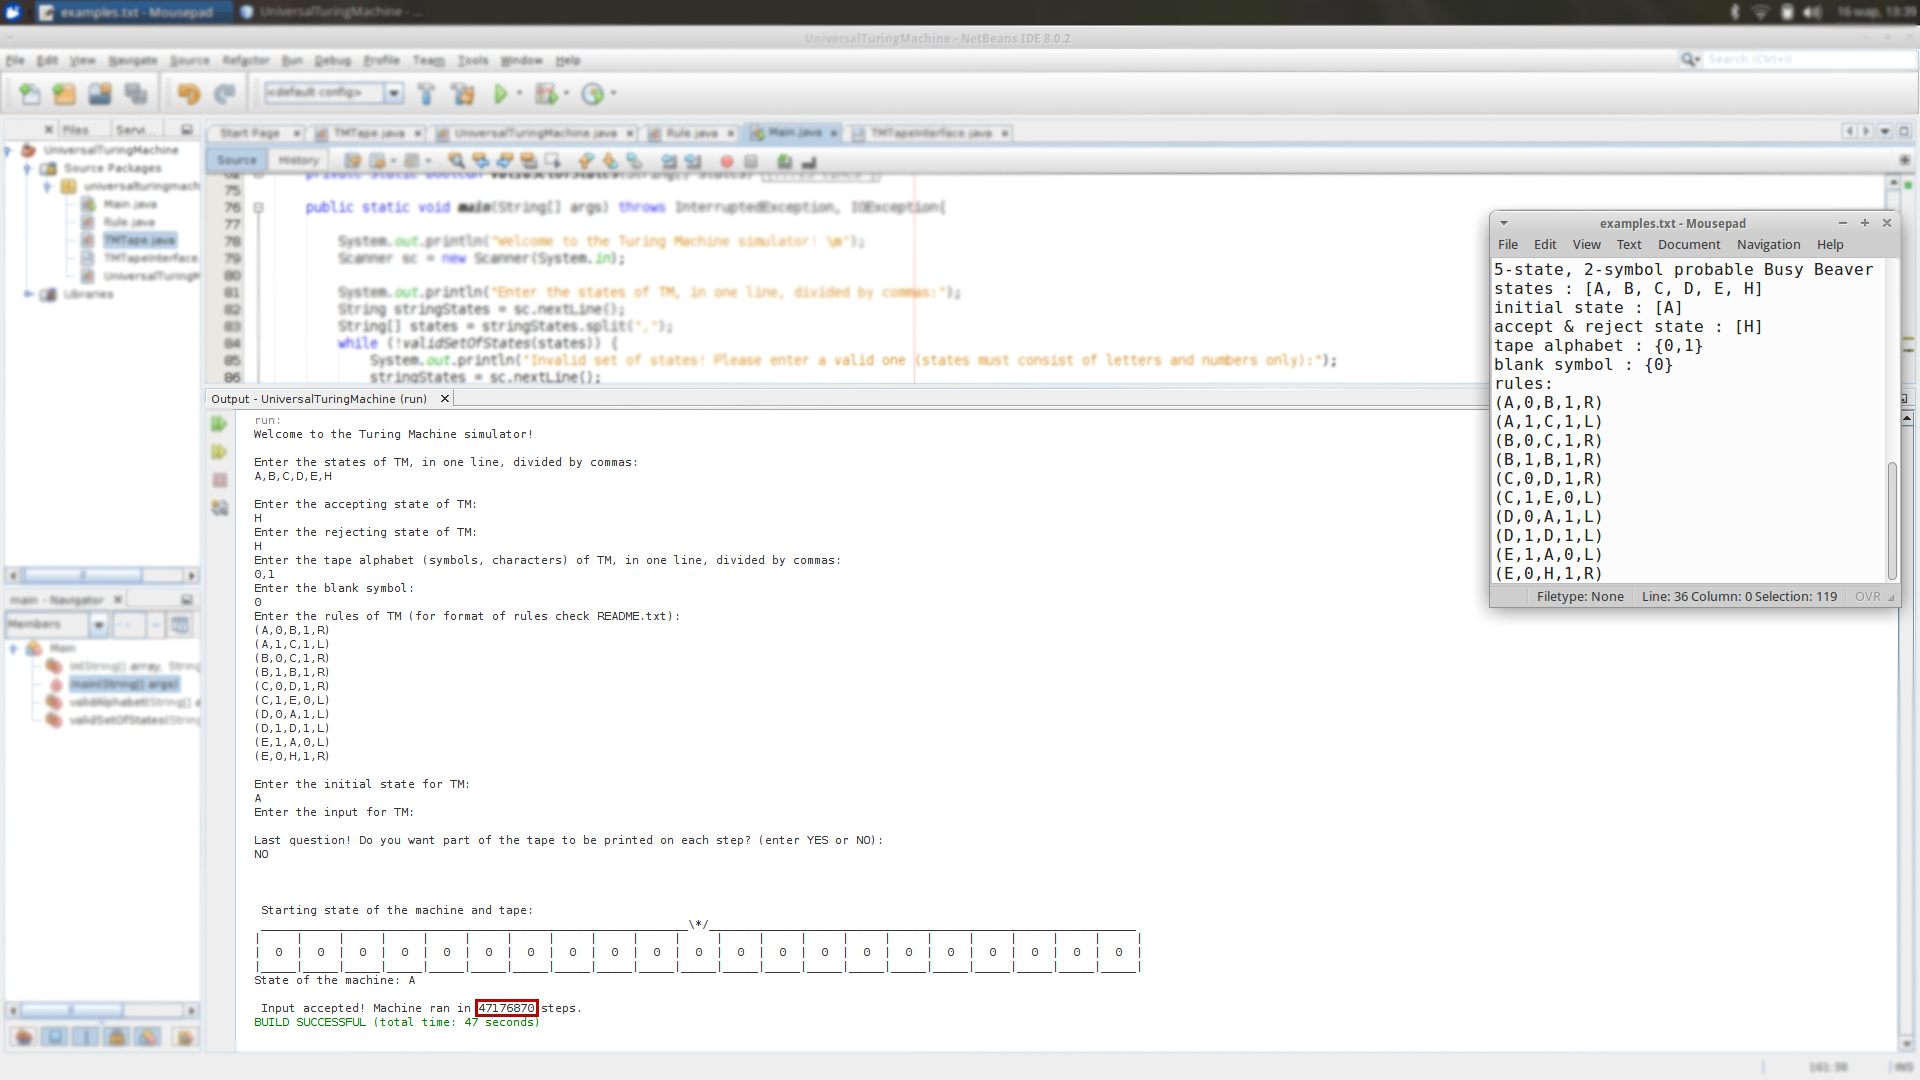 examples.txt - Mousepad
UniversalTuringMachine - ...
16 мар, 13:39
UniversalTuringMachine - NetBeans IDE 8.0.2
File Edit View Navigate Source Refactor Run Debug Profile Team Tools Window Help
Search (Ctrl+I)
<default config>
Files Servi...
Start Page TMTape.java UniversalTuringMachine.java Rule.java Main.java TMTapeInterface.java
Source History
UniversalTuringMachine
Source Packages
universalturingmach
Main.java
Rule.java
TMTape.java
TMTapeInterface.
UniversalTuringM
Libraries
75
76 public static void main(String[] args) throws InterruptedException, IOException{
77
78 System.out.println("Welcome to the Turing Machine simulator! \n");
79 Scanner sc = new Scanner(System.in);
80
81 System.out.println("Enter the states of TM, in one line, divided by commas:");
82 String stringStates = sc.nextLine();
83 String[] states = stringStates.split(",");
84 while (!validSetOfStates(states)) {
85 System.out.println("Invalid set of states! Please enter a valid one (states must consist of letters and numbers only):");
86 stringStates = sc.nextLine();
main - Navigator
Members
Main
in(String[] array, String
main(String[] args)
validAlphabet(String[] a
validSetOfStates(String
Output - UniversalTuringMachine (run)
run:
Welcome to the Turing Machine simulator!
Enter the states of TM, in one line, divided by commas:
A,B,C,D,E,H
Enter the accepting state of TM:
H
Enter the rejecting state of TM:
H
Enter the tape alphabet (symbols, characters) of TM, in one line, divided by commas:
0,1
Enter the blank symbol:
0
Enter the rules of TM (for format of rules check README.txt):
(A,0,B,1,R)
(A,1,C,1,L)
(B,0,C,1,R)
(B,1,B,1,R)
(C,0,D,1,R)
(C,1,E,0,L)
(D,0,A,1,L)
(D,1,D,1,L)
(E,1,A,0,L)
(E,0,H,1,R)
Enter the initial state for TM:
A
Enter the input for TM:
Last question! Do you want part of the tape to be printed on each step? (enter YES or NO):
NO
Starting state of the machine and tape:
\*/
| 0 | 0 | 0 | 0 | 0 | 0 | 0 | 0 | 0 | 0 | 0 | 0 | 0 | 0 | 0 | 0 | 0 | 0 | 0 | 0 | 0 |
State of the machine: A
Input accepted! Machine ran in 47176870 steps.
BUILD SUCCESSFUL (total time: 47 seconds)
examples.txt - Mousepad
File Edit View Text Document Navigation Help
5-state, 2-symbol probable Busy Beaver
states : [A, B, C, D, E, H]
initial state : [A]
accept & reject state : [H]
tape alphabet : {0,1}
blank symbol : {0}
rules:
(A,0,B,1,R)
(A,1,C,1,L)
(B,0,C,1,R)
(B,1,B,1,R)
(C,0,D,1,R)
(C,1,E,0,L)
(D,0,A,1,L)
(D,1,D,1,L)
(E,1,A,0,L)
(E,0,H,1,R)
Filetype: None Line: 36 Column: 0 Selection: 119 OVR
161:38 INS